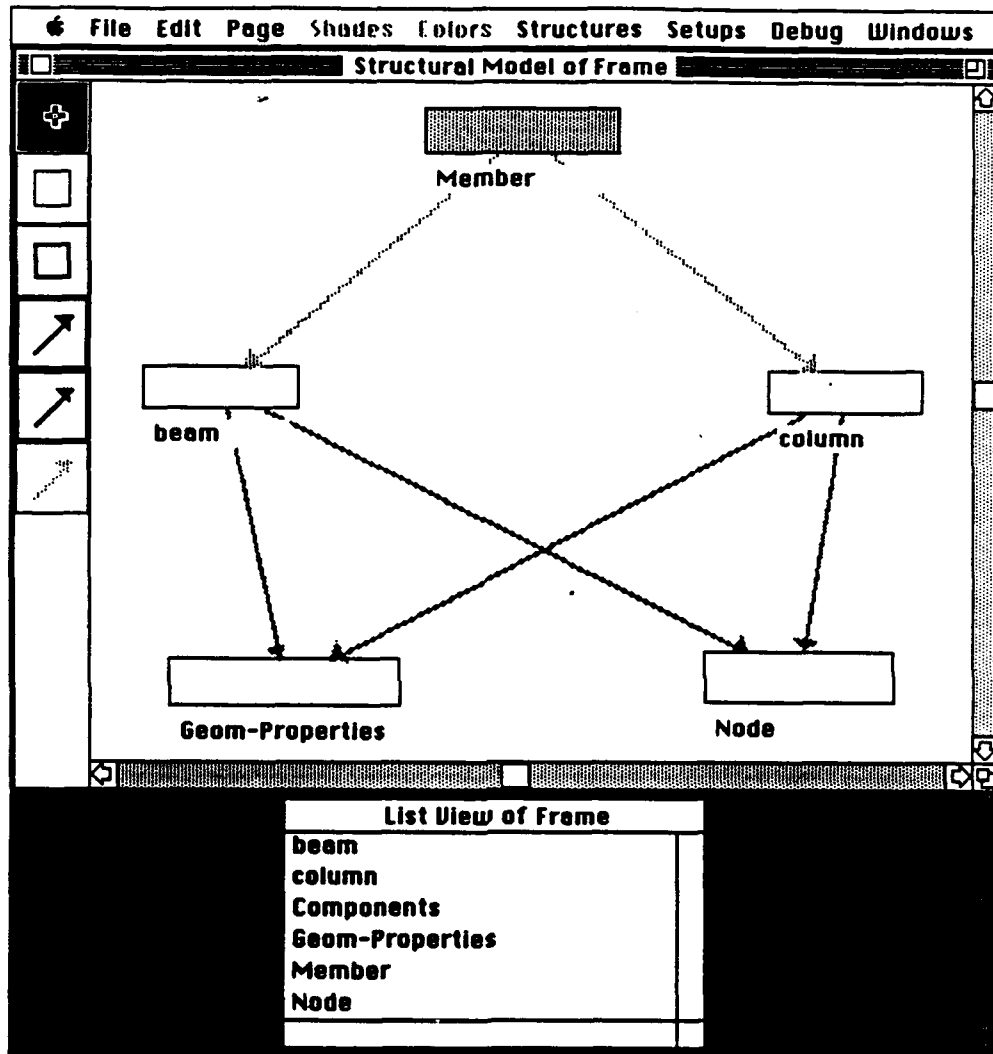 File Edit Page Shades Colors Structures Setups Debug Windows
Structural Model of Frame
Member
beam
column
Geom-Properties
Node
List View of Frame
beam
column
Components
Geom-Properties
Member
Node